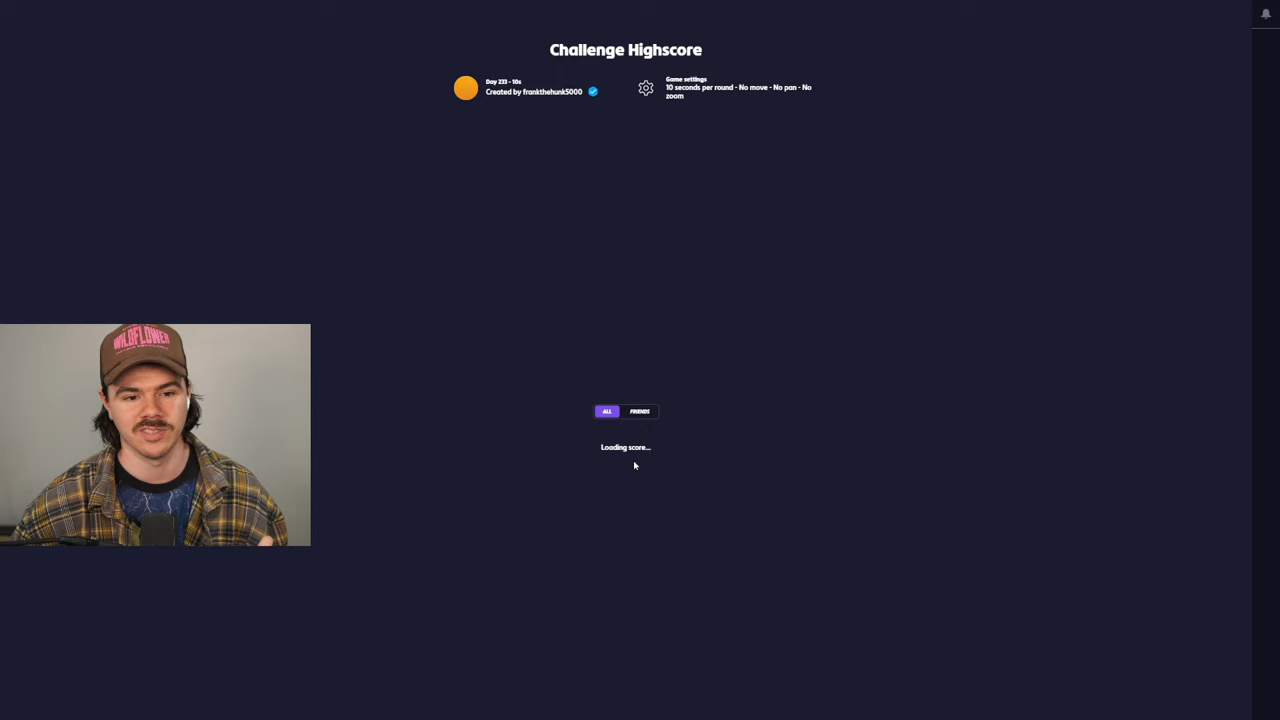 Challenge Highscore
Day 233 - 10s
Created by frankthehunk5000
Game settings
10 seconds per round - No move - No pan - No
zoom
WILDFLOWER
ALL
FRIENDS
Loading score...